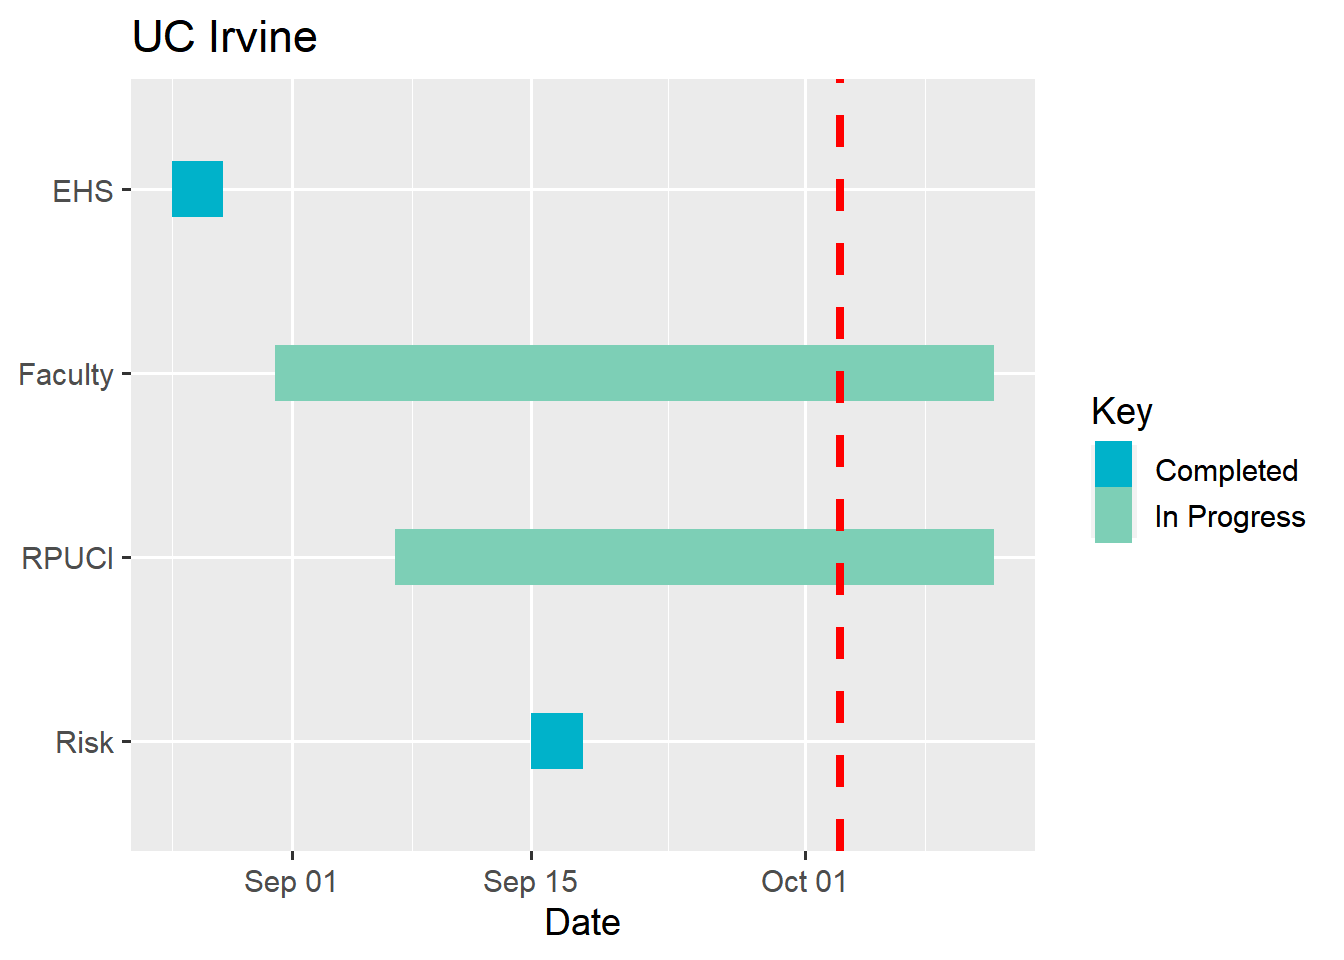 UC Irvine
EHS
Faculty
RPUCI
Risk
Sep 01
Sep 15
Oct 01
Date
Key
Completed
In Progress